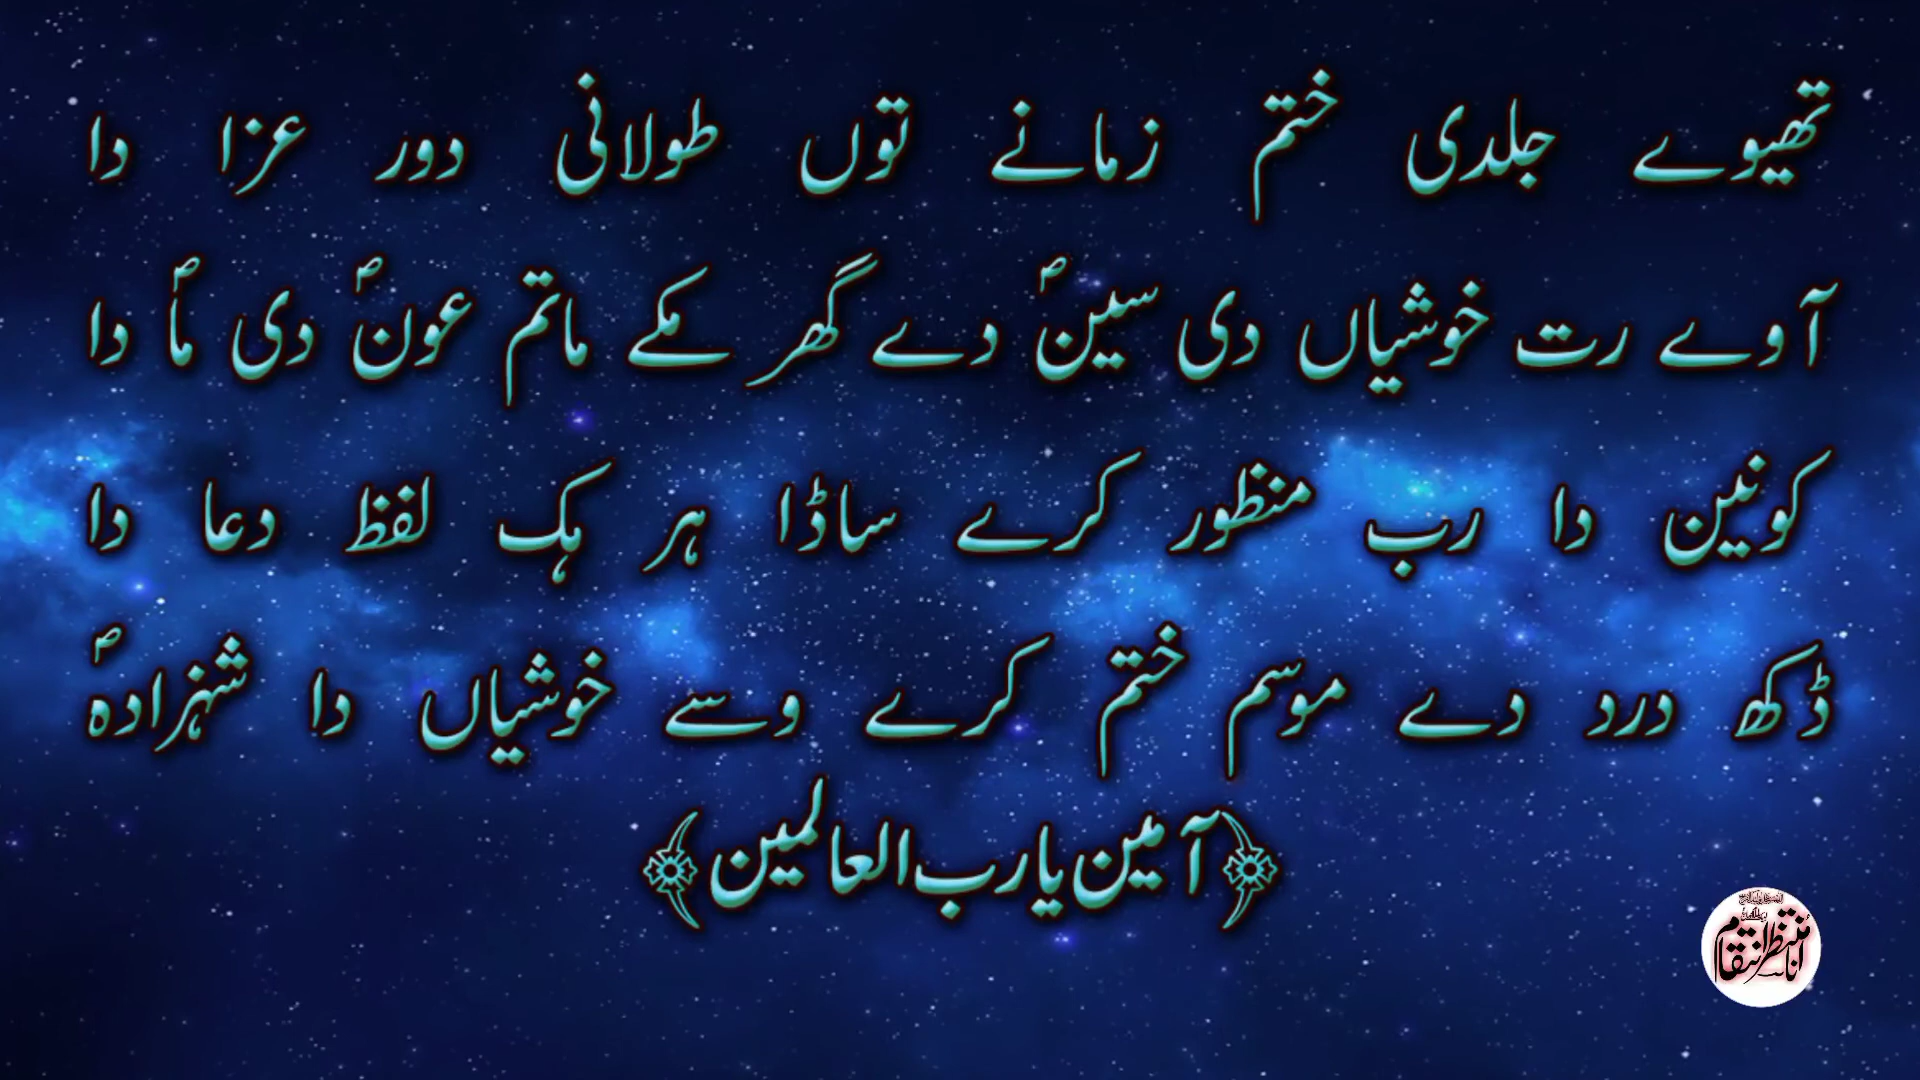 تھیوے جلدی ختم زمانے توں طولانی دور عزا دا
آوے رت خوشیاں دی سینؐ دے گھر مکے ماتم عونؐ دی ماؐ دا
کونین دا رب منظور کرے ساڈا ہر ہک لفظ دعا دا
ڈکھ درد دے موسم ختم کرے وسے خوشیاں دا شہزادہؐ
﴿آمین یارب العالمین﴾